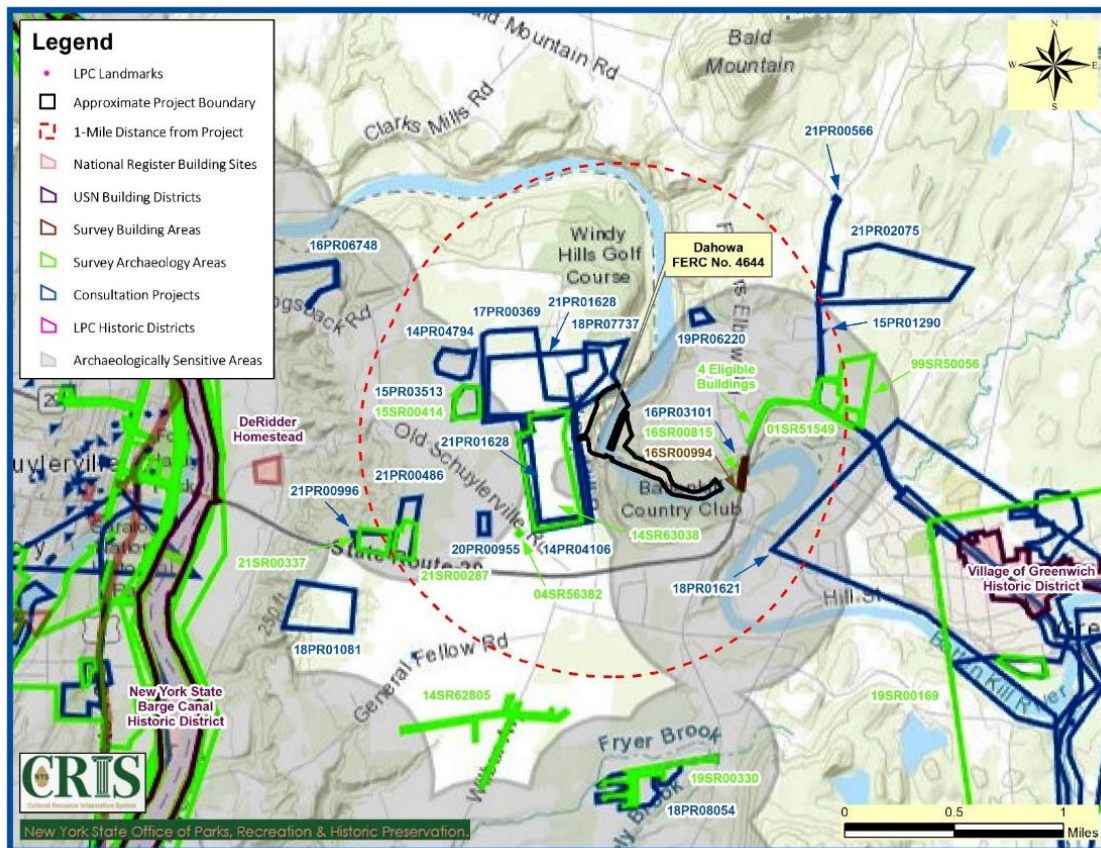 Legend
LPC Landmarks
Approximate Project Boundary
1-Mile Distance from Project
National Register Building Sites
USN Building Districts
Survey Building Areas
Survey Archaeology Areas
Consultation Projects
LPC Historic Districts
Archaeologically Sensitive Areas
Mountain Rd
Bald
Mountain
Clarks Mills Rd
N
W
E
S
21PR00566
21PR02075
16PR06748
Windy
Hills Golf
Course
Dahowa
FERC No. 4644
17PR00369
21PR01628
18PR07737
14PR04794
19PR06220
15PR01290
15PR03513
15SR00414
4 Eligible
Buildings
99SR50056
01SR51549
DeRidder
Homestead
Old Schuylerville
21PR01628
16PR03101
16SR00815
16SR00994
21PR00486
21PR00996
Country Club
20PR00955
14PR04106
14SR63038
21SR00337
21SR00287
04SR56382
18PR01621
Village of Greenwich
Historic District
Hill St
250 ft
18PR01081
General Fellow Rd
14SR62805
New York State
Barge Canal
Historic District
Batten Kill River
19SR00169
Fryer Brook
19SR00330
18PR08054
CRIS
Cultural Resource Information System
New York State Office of Parks, Recreation & Historic Preservation.
0
0.5
1
Miles